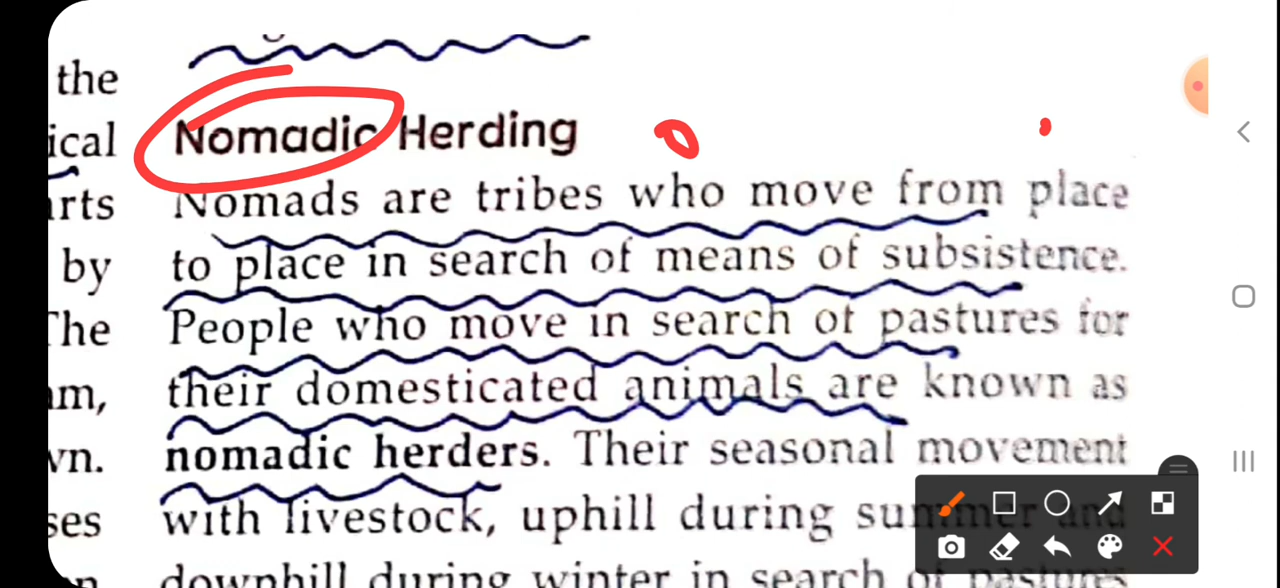 the
ical
rts
by
The
m,
vn.
ses
Nomadic Herding
Nomads are tribes who move from place
to place in search of means of subsistence.
People who move in search of pastures for
their domesticated animals are known as
nomadic herders. Their seasonal movement
with livestock, uphill during summer and
downhill during winter in search of pastures